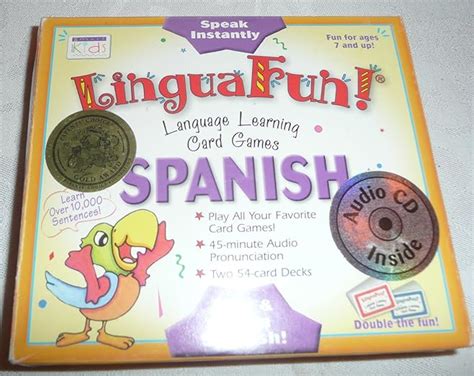 Speak
Instantly
Kids
Fun for ages
7 and up!
LinguaFun!®
Language Learning
Card Games
SPANISH
GOLD AWARD
Learn
Over 10,000
Sentences!
• Play All Your Favorite
Card Games!
• 45-minute Audio
Pronunciation
• Two 54-card Decks
Audio CD
Inside
&
Double the fun!